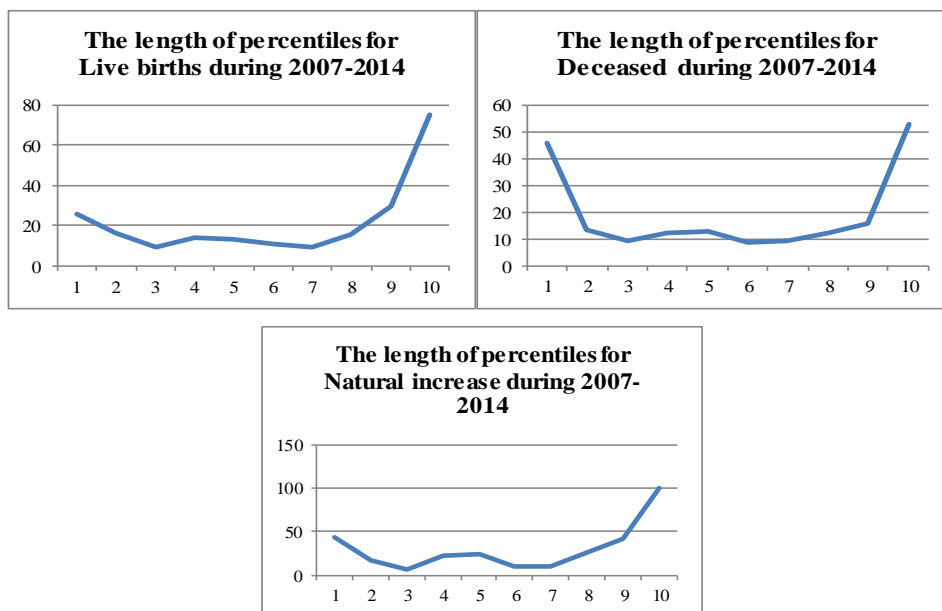 The length of percentiles for
Live births during 2007-2014
80
60
40
20
0
1 2 3 4 5 6 7 8 9 10
The length of percentiles for
Deceased during 2007-2014
60
50
40
30
20
10
0
1 2 3 4 5 6 7 8 9 10
The length of percentiles for
Natural increase during 2007-
2014
150
100
50
0
1 2 3 4 5 6 7 8 9 10